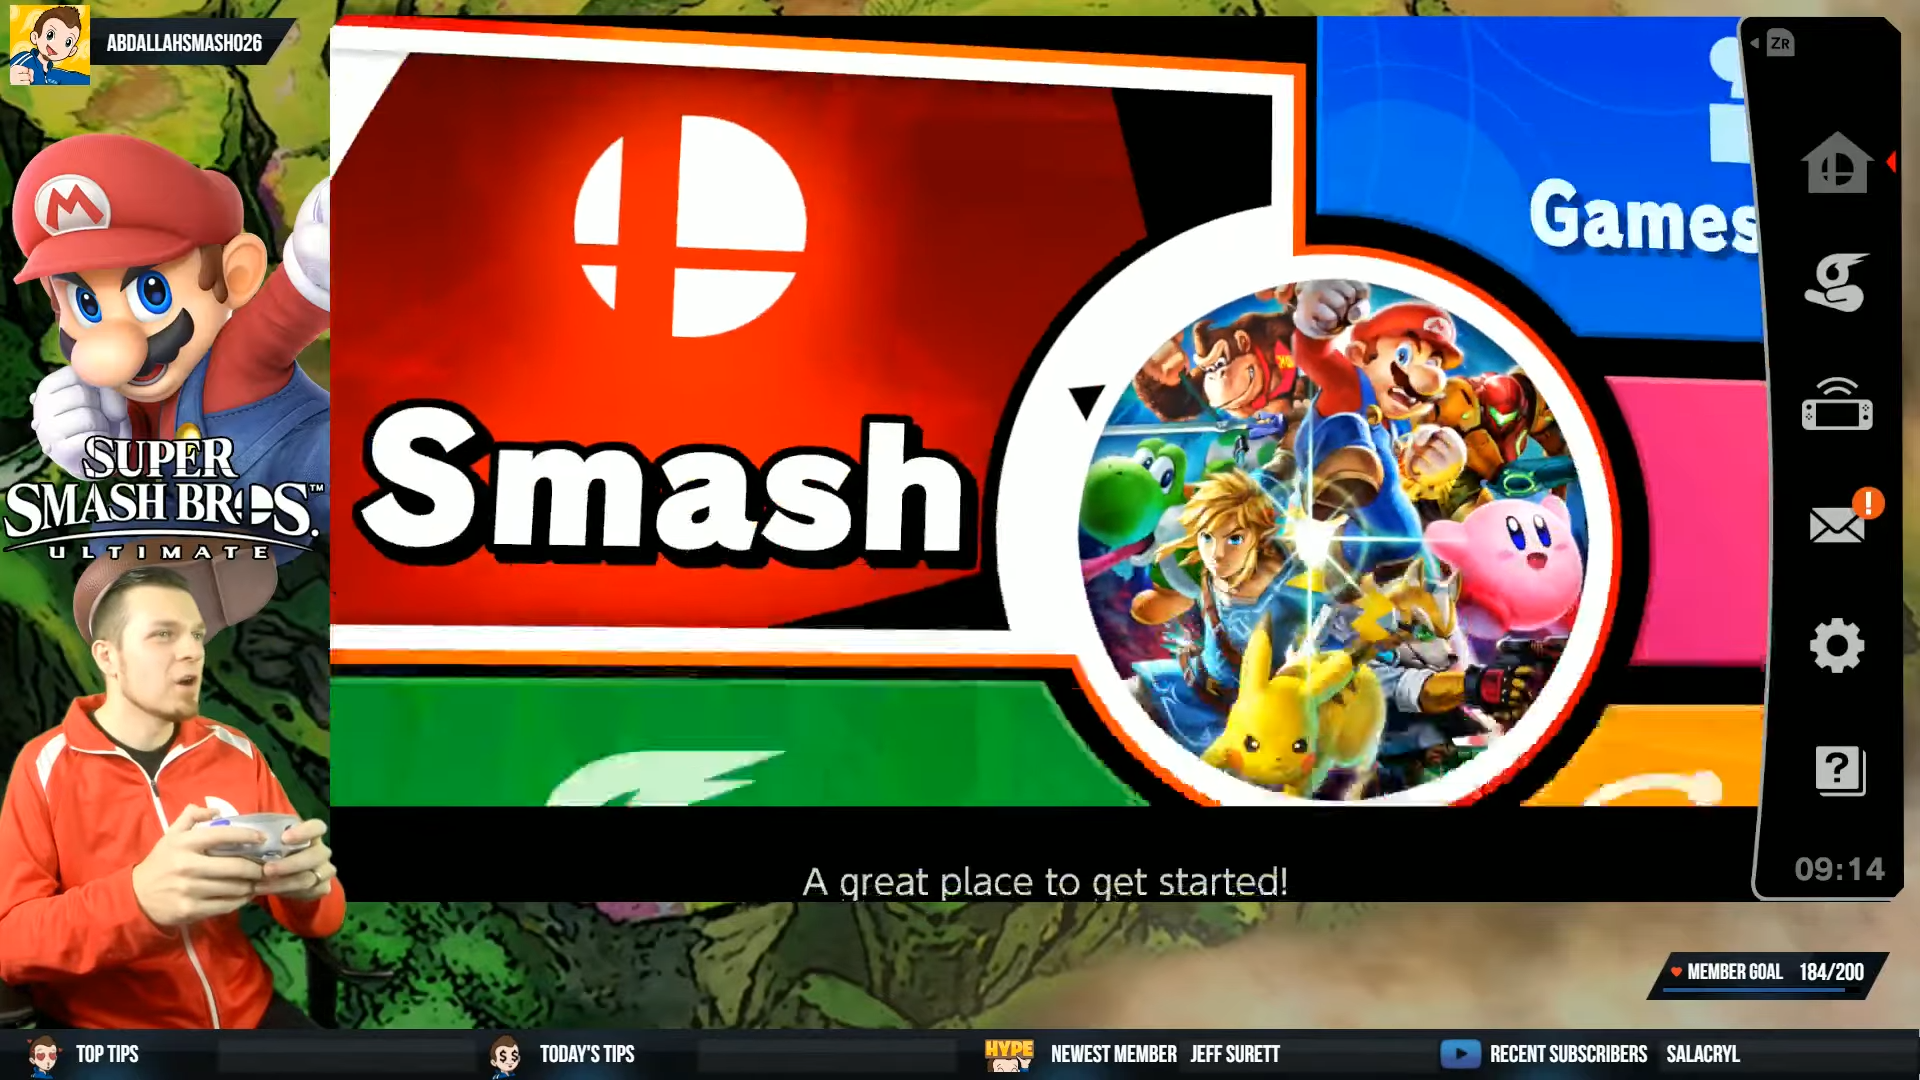 ABDALLAHSMASH026
ZR
Games
M
Smash
SUPER
SMASH BROS.™
ULTIMATE
!
?
A great place to get started!
09:14
MEMBER GOAL 184/200
TOP TIPS
TODAY'S TIPS
HYPE
NEWEST MEMBER JEFF SURETT
RECENT SUBSCRIBERS SALACRYL